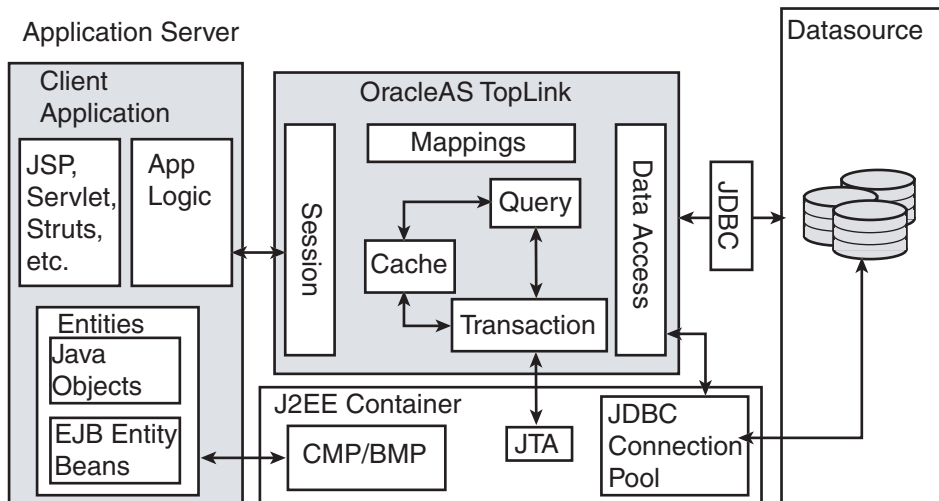 Application Server
Client
Application
JSP,
Servlet,
Struts,
etc.
App
Logic
Entities
Java
Objects
EJB Entity
Beans
OracleAS TopLink
Session
Mappings
Query
Cache
Transaction
Data Access
JDBC
Datasource
J2EE Container
CMP/BMP
JTA
JDBC
Connection
Pool